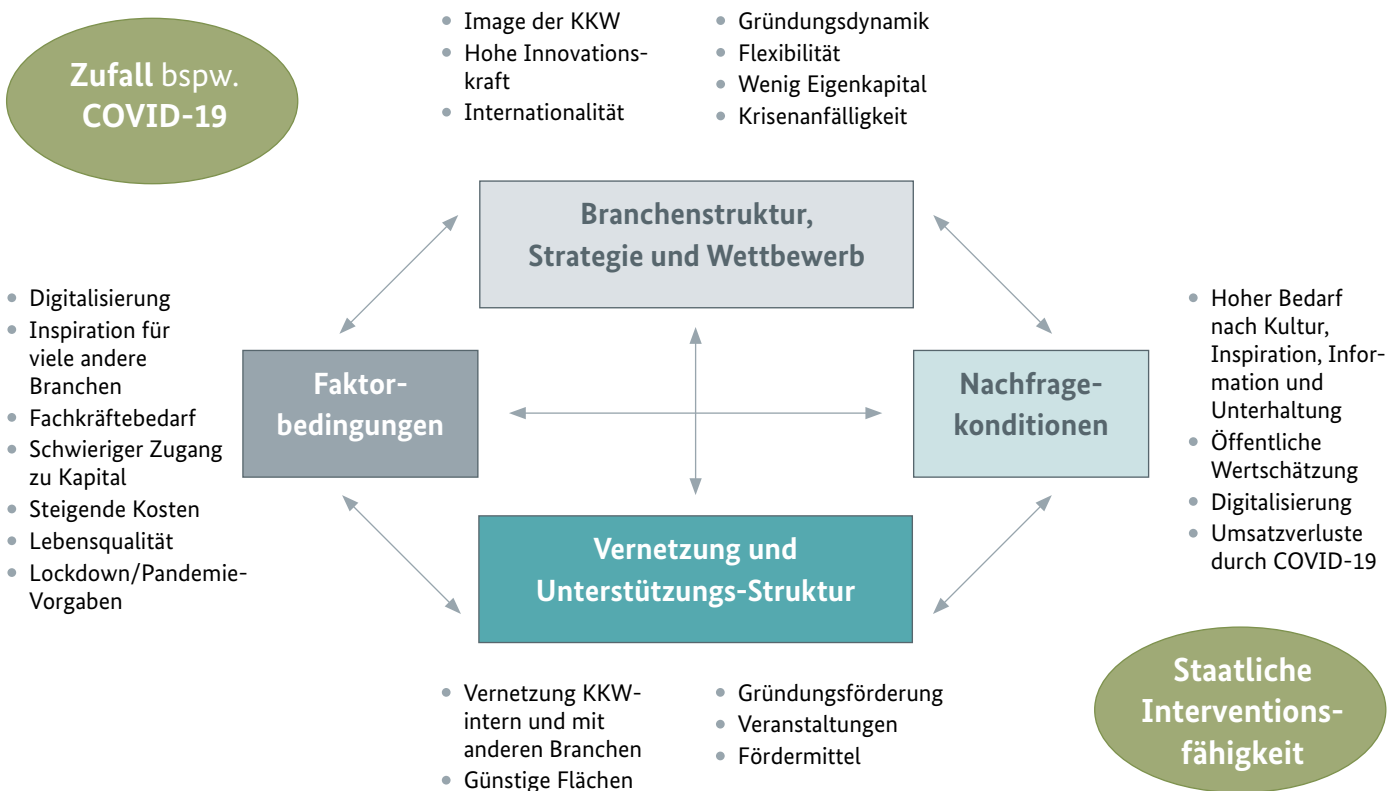 Zufall bspw.
COVID-19
Image der KKW
Hohe Innovations-
kraft
Internationalität
Gründungsdynamik
Flexibilität
Wenig Eigenkapital
Krisenanfälligkeit
Branchenstruktur,
Strategie und Wettbewerb
Digitalisierung
Inspiration für
viele andere
Branchen
Fachkräftebedarf
Schwieriger Zugang
zu Kapital
Steigende Kosten
Lebensqualität
Lockdown/Pandemie-
Vorgaben
Faktor-
bedingungen
Nachfrage-
konditionen
Hoher Bedarf
nach Kultur,
Inspiration, Infor-
mation und
Unterhaltung
Öffentliche
Wertschätzung
Digitalisierung
Umsatzverluste
durch COVID-19
Vernetzung und
Unterstützungs-Struktur
Vernetzung KKW-
intern und mit
anderen Branchen
Günstige Flächen
Gründungsförderung
Veranstaltungen
Fördermittel
Staatliche
Interventions-
fähigkeit